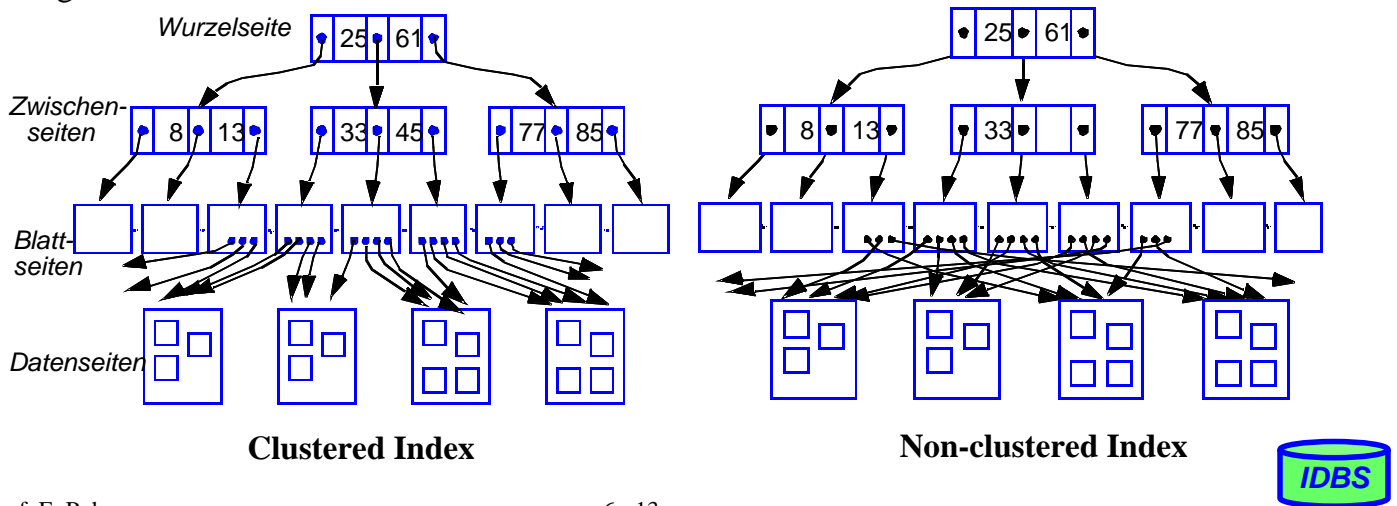 Wurzelseite
25 61
Zwischen-
seiten
8 13
33 45
77 85
Blatt-
seiten
Datenseiten
Clustered Index
25 61
8 13
33
77 85
Non-clustered Index
IDBS